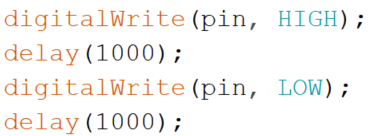 digitalWrite(pin, HIGH);
delay(1000);
digitalWrite(pin, LOW);
delay(1000);